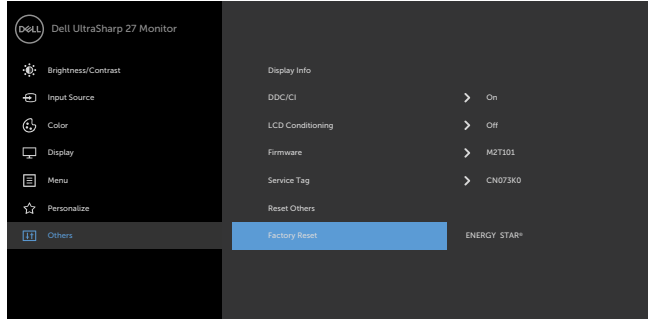 DELL Dell UltraSharp 27 Monitor
Brightness/Contrast Display Info
Input Source DDC/CI On
Color LCD Conditioning Off
Display Firmware M2T101
Menu Service Tag CN073K0
Personalize Reset Others
Others Factory Reset ENERGY STAR®